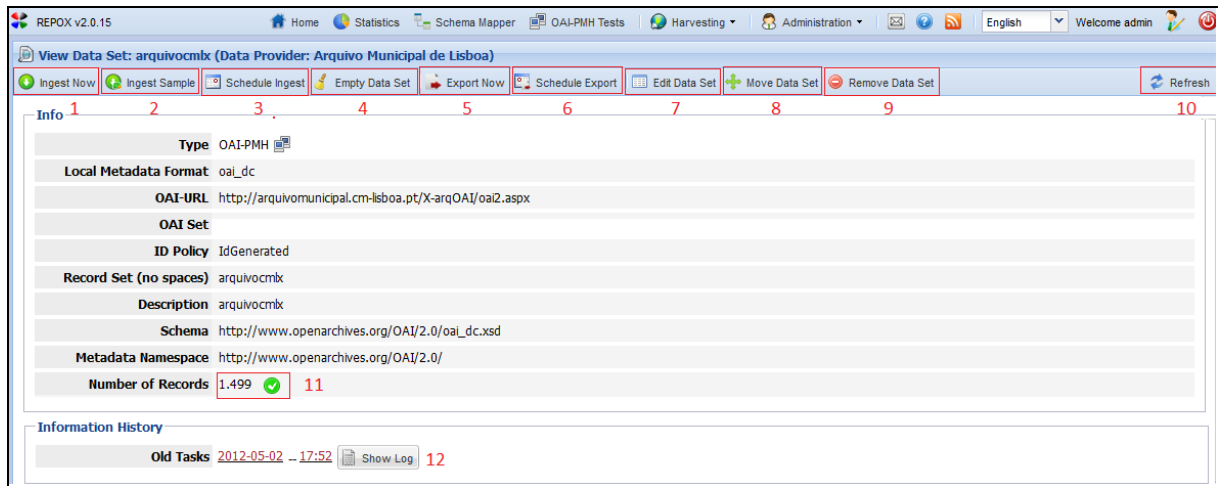 REPOX v2.0.15 Home Statistics Schema Mapper OAI-PMH Tests Harvesting Administration English Welcome admin
View Data Set: arquivocmlx (Data Provider: Arquivo Municipal de Lisboa)
Ingest Now Ingest Sample Schedule Ingest Empty Data Set Export Now Schedule Export Edit Data Set Move Data Set Remove Data Set Refresh
1 2 3 4 5 6 7 8 9 10
Info
Type OAI-PMH
Local Metadata Format oai_dc
OAI-URL http://arquivomunicipal.cm-lisboa.pt/X-arqOAI/oai2.aspx
OAI Set
ID Policy IdGenerated
Record Set (no spaces) arquivocmlx
Description arquivocmlx
Schema http://www.openarchives.org/OAI/2.0/oai_dc.xsd
Metadata Namespace http://www.openarchives.org/OAI/2.0/
Number of Records 1.499 11
Information History
Old Tasks 2012-05-02 _ 17:52 Show Log 12